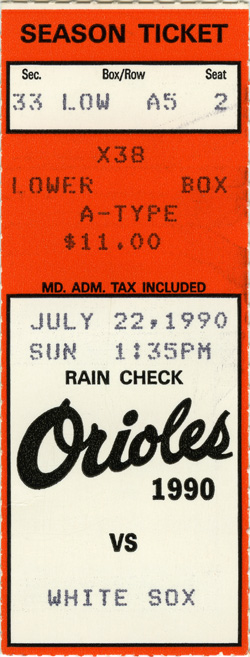 SEASON TICKET
Sec. Box/Row Seat
33 LOW A5 2
X38
LOWER BOX
A-TYPE
$11.00
MD. ADM. TAX INCLUDED
JULY 22,1990
SUN 1:35PM
RAIN CHECK
Orioles
1990
VS
WHITE SOX